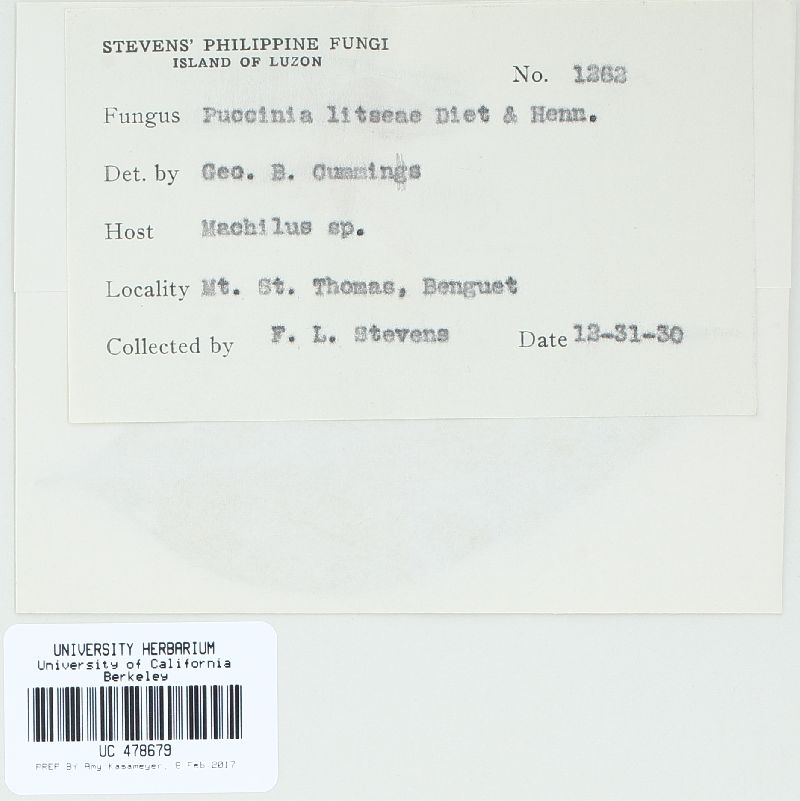 STEVENS' PHILIPPINE FUNGI
ISLAND OF LUZON
No. 1262
Fungus Puccinia litseae Diet & Henn.
Det. by Geo. B. Cummings
Host Machilus sp.
Locality Mt. St. Thomas, Benguet
Collected by F. L. Stevens Date 12-31-30
UNIVERSITY HERBARIUM
University of California
Berkeley
UC 478679
PREP BY Amy Kasameyer, 8 Feb 2017